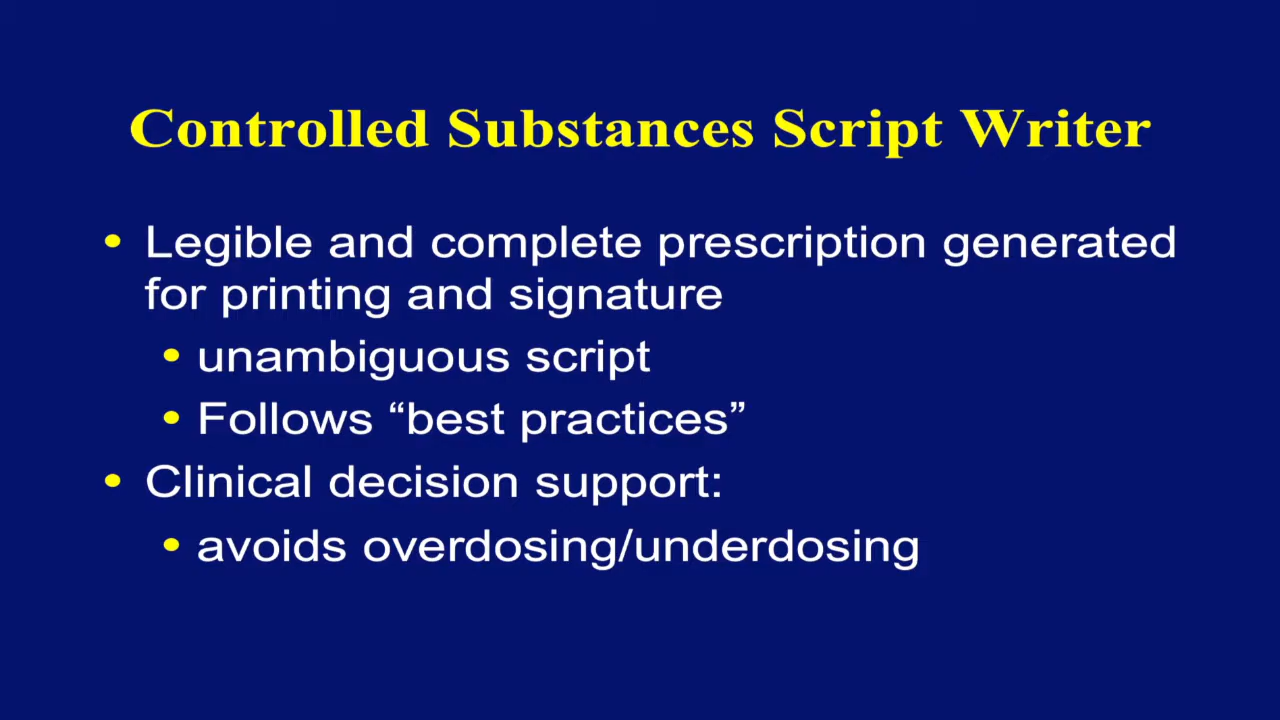 Controlled Substances Script Writer
• Legible and complete prescription generated
for printing and signature
• unambiguous script
• Follows “best practices”
• Clinical decision support:
• avoids overdosing/underdosing